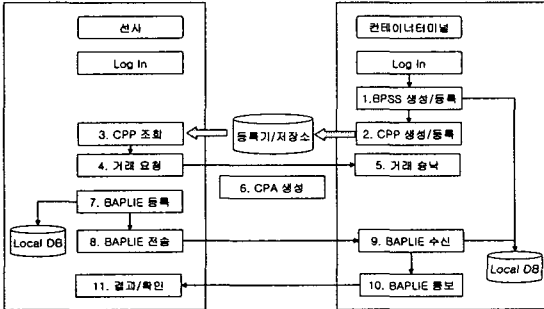 선사
컨테이너터미널
Log In
Log In
1.BPSS 생성/등록
3. CPP 조회
등록기/저장소
2. CPP 생성/등록
4. 거래 요청
5. 거래 승낙
6. CPA 생성
7. BAPLIE 등록
Local DB
8. BAPLIE 전송
9. BAPLIE 수신
Local DB
11. 결과/확인
10. BAPLIE 통보